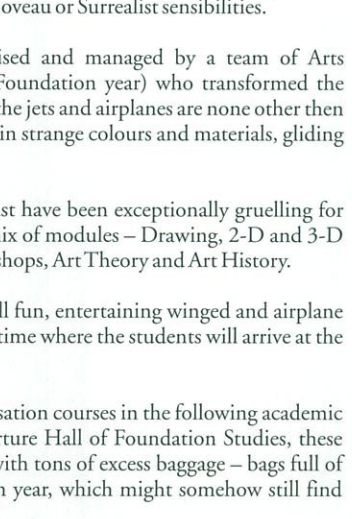 oveau or Surrealist sensibilities.
ised and managed by a team of Arts
Foundation year) who transformed the
the jets and airplanes are none other then
in strange colours and materials, gliding
st have been exceptionally gruelling for
ix of modules – Drawing, 2-D and 3-D
shops, Art Theory and Art History.
ll fun, entertaining winged and airplane
time where the students will arrive at the
sation courses in the following academic
rture Hall of Foundation Studies, these
with tons of excess baggage – bags full of
n year, which might somehow still find